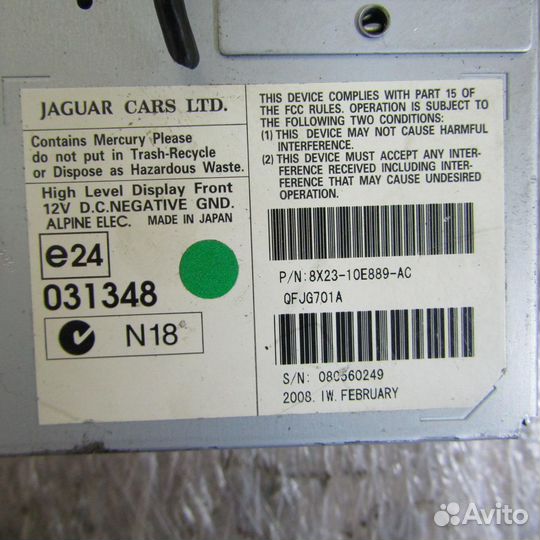 JAGUAR CARS LTD.
Contains Mercury Please
do not put in Trash-Recycle
or Dispose as Hazardous Waste.
High Level Display Front
12V D.C.NEGATIVE GND.
ALPINE ELEC. MADE IN JAPAN
e24
031348
N18
THIS DEVICE COMPLIES WITH PART 15 OF
THE FCC RULES. OPERATION IS SUBJECT TO
THE FOLLOWING TWO CONDITIONS:
(1) THIS DEVICE MAY NOT CAUSE HARMFUL
INTERFERENCE.
(2) THIS DEVICE MUST ACCEPT ANY INTER-
FERENCE RECEIVED INCLUDING INTER-
FERENCE THAT MAY CAUSE UNDESIRED
OPERATION.
P/N:8X23-10E889-AC
QFJG701A
S/N: 080560249
2008. IW. FEBRUARY
Avito